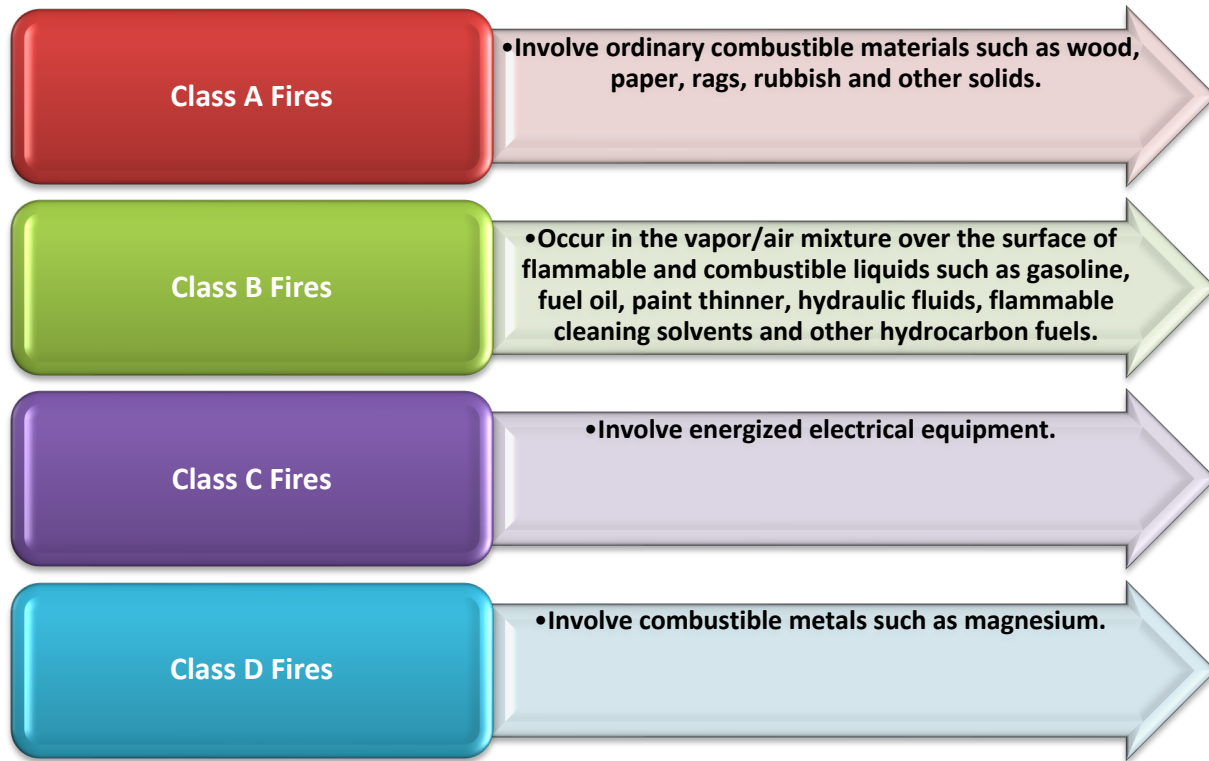 Class A Fires
•Involve ordinary combustible materials such as wood,
paper, rags, rubbish and other solids.
Class B Fires
•Occur in the vapor/air mixture over the surface of
flammable and combustible liquids such as gasoline,
fuel oil, paint thinner, hydraulic fluids, flammable
cleaning solvents and other hydrocarbon fuels.
Class C Fires
•Involve energized electrical equipment.
Class D Fires
•Involve combustible metals such as magnesium.